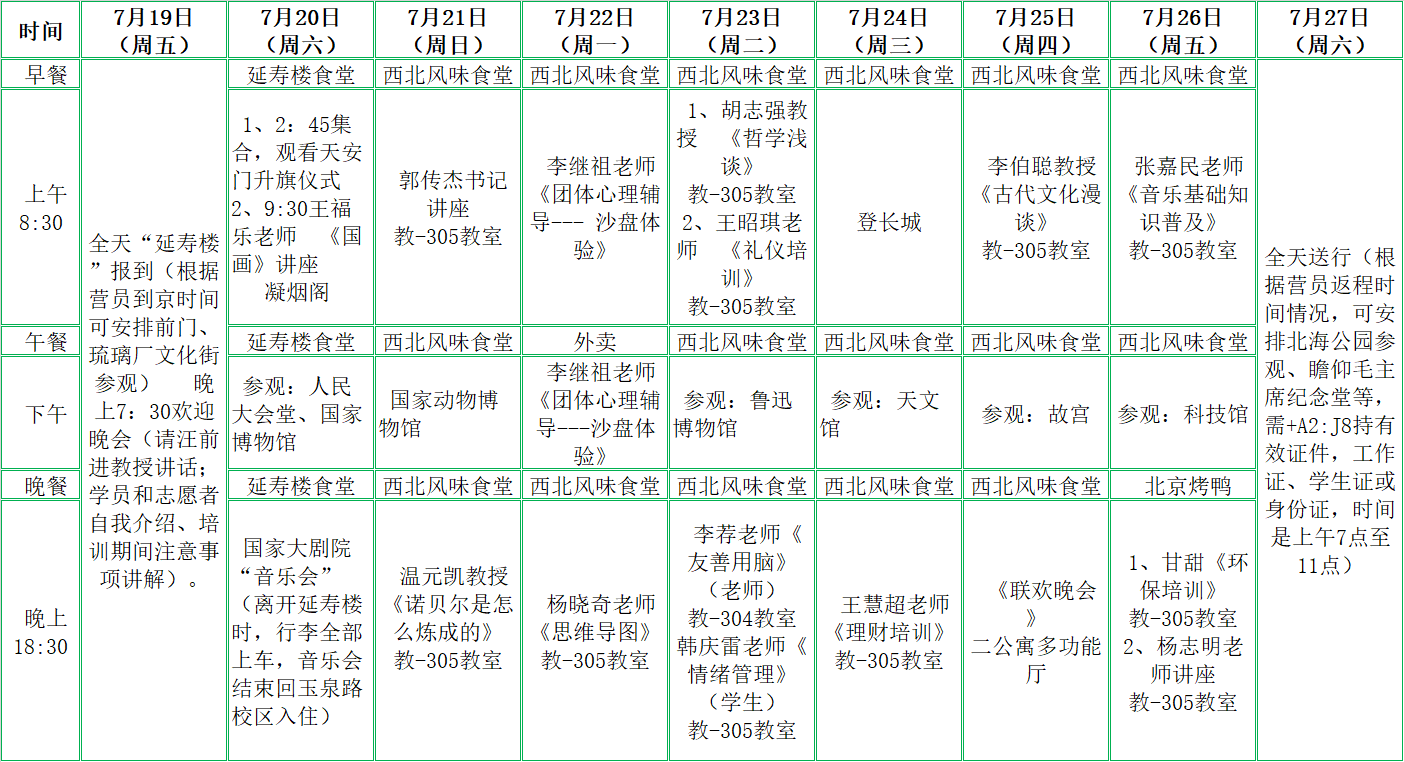 时间
7月19日
（周五）
7月20日
（周六）
7月21日
（周日）
7月22日
（周一）
7月23日
（周二）
7月24日
（周三）
7月25日
（周四）
7月26日
（周五）
7月27日
（周六）
早餐
全天“延寿楼
”报到（根据
营员到京时间
可安排前门、
琉璃厂文化街
参观） 晚
上7：30欢迎
晚会（请汪前
进教授讲话；
学员和志愿者
自我介绍、培
训期间注意事
项讲解）。
延寿楼食堂
西北风味食堂
西北风味食堂
西北风味食堂
西北风味食堂
西北风味食堂
西北风味食堂
全天送行（根
据营员返程时
间情况，可安
排北海公园参
观、瞻仰毛主
席纪念堂等，
需+A2:J8持有
效证件，工作
证、学生证或
身份证，时间
是上午7点至
11点）
上午
8:30
1、2：45集
合，观看天安
门升旗仪式
2、9:30王福
乐老师 《国
画》讲座
凝烟阁
郭传杰书记
讲座
教-305教室
李继祖老师
《团体心理辅
导--- 沙盘体
验》
1、胡志强教
授 《哲学浅
谈》
教-305教室
2、王昭琪老
师 《礼仪培
训》
教-305教室
登长城
李伯聪教授
《古代文化漫
谈》
教-305教室
张嘉民老师
《音乐基础知
识普及》
教-305教室
午餐
延寿楼食堂
西北风味食堂
外卖
西北风味食堂
西北风味食堂
西北风味食堂
西北风味食堂
下午
参观：人民
大会堂、国家
博物馆
国家动物博
物馆
李继祖老师
《团体心理辅
导---沙盘体
验》
参观：鲁迅
博物馆
参观：天文
馆
参观：故宫
参观：科技馆
晚餐
延寿楼食堂
西北风味食堂
西北风味食堂
西北风味食堂
西北风味食堂
西北风味食堂
北京烤鸭
晚上
18:30
国家大剧院
“音乐会”
（离开延寿楼
时，行李全部
上车，音乐会
结束回玉泉路
校区入住）
温元凯教授
《诺贝尔是怎
么炼成的》
教-305教室
杨晓奇老师
《思维导图》
教-305教室
李荐老师《
友善用脑》
（老师）
教-304教室
韩庆雷老师《
情绪管理》
（学生）
教-305教室
王慧超老师
《理财培训》
教-305教室
《联欢晚会
》
二公寓多功能
厅
1、甘甜《环
保培训》
教-305教室
2、杨志明老
师讲座
教-305教室